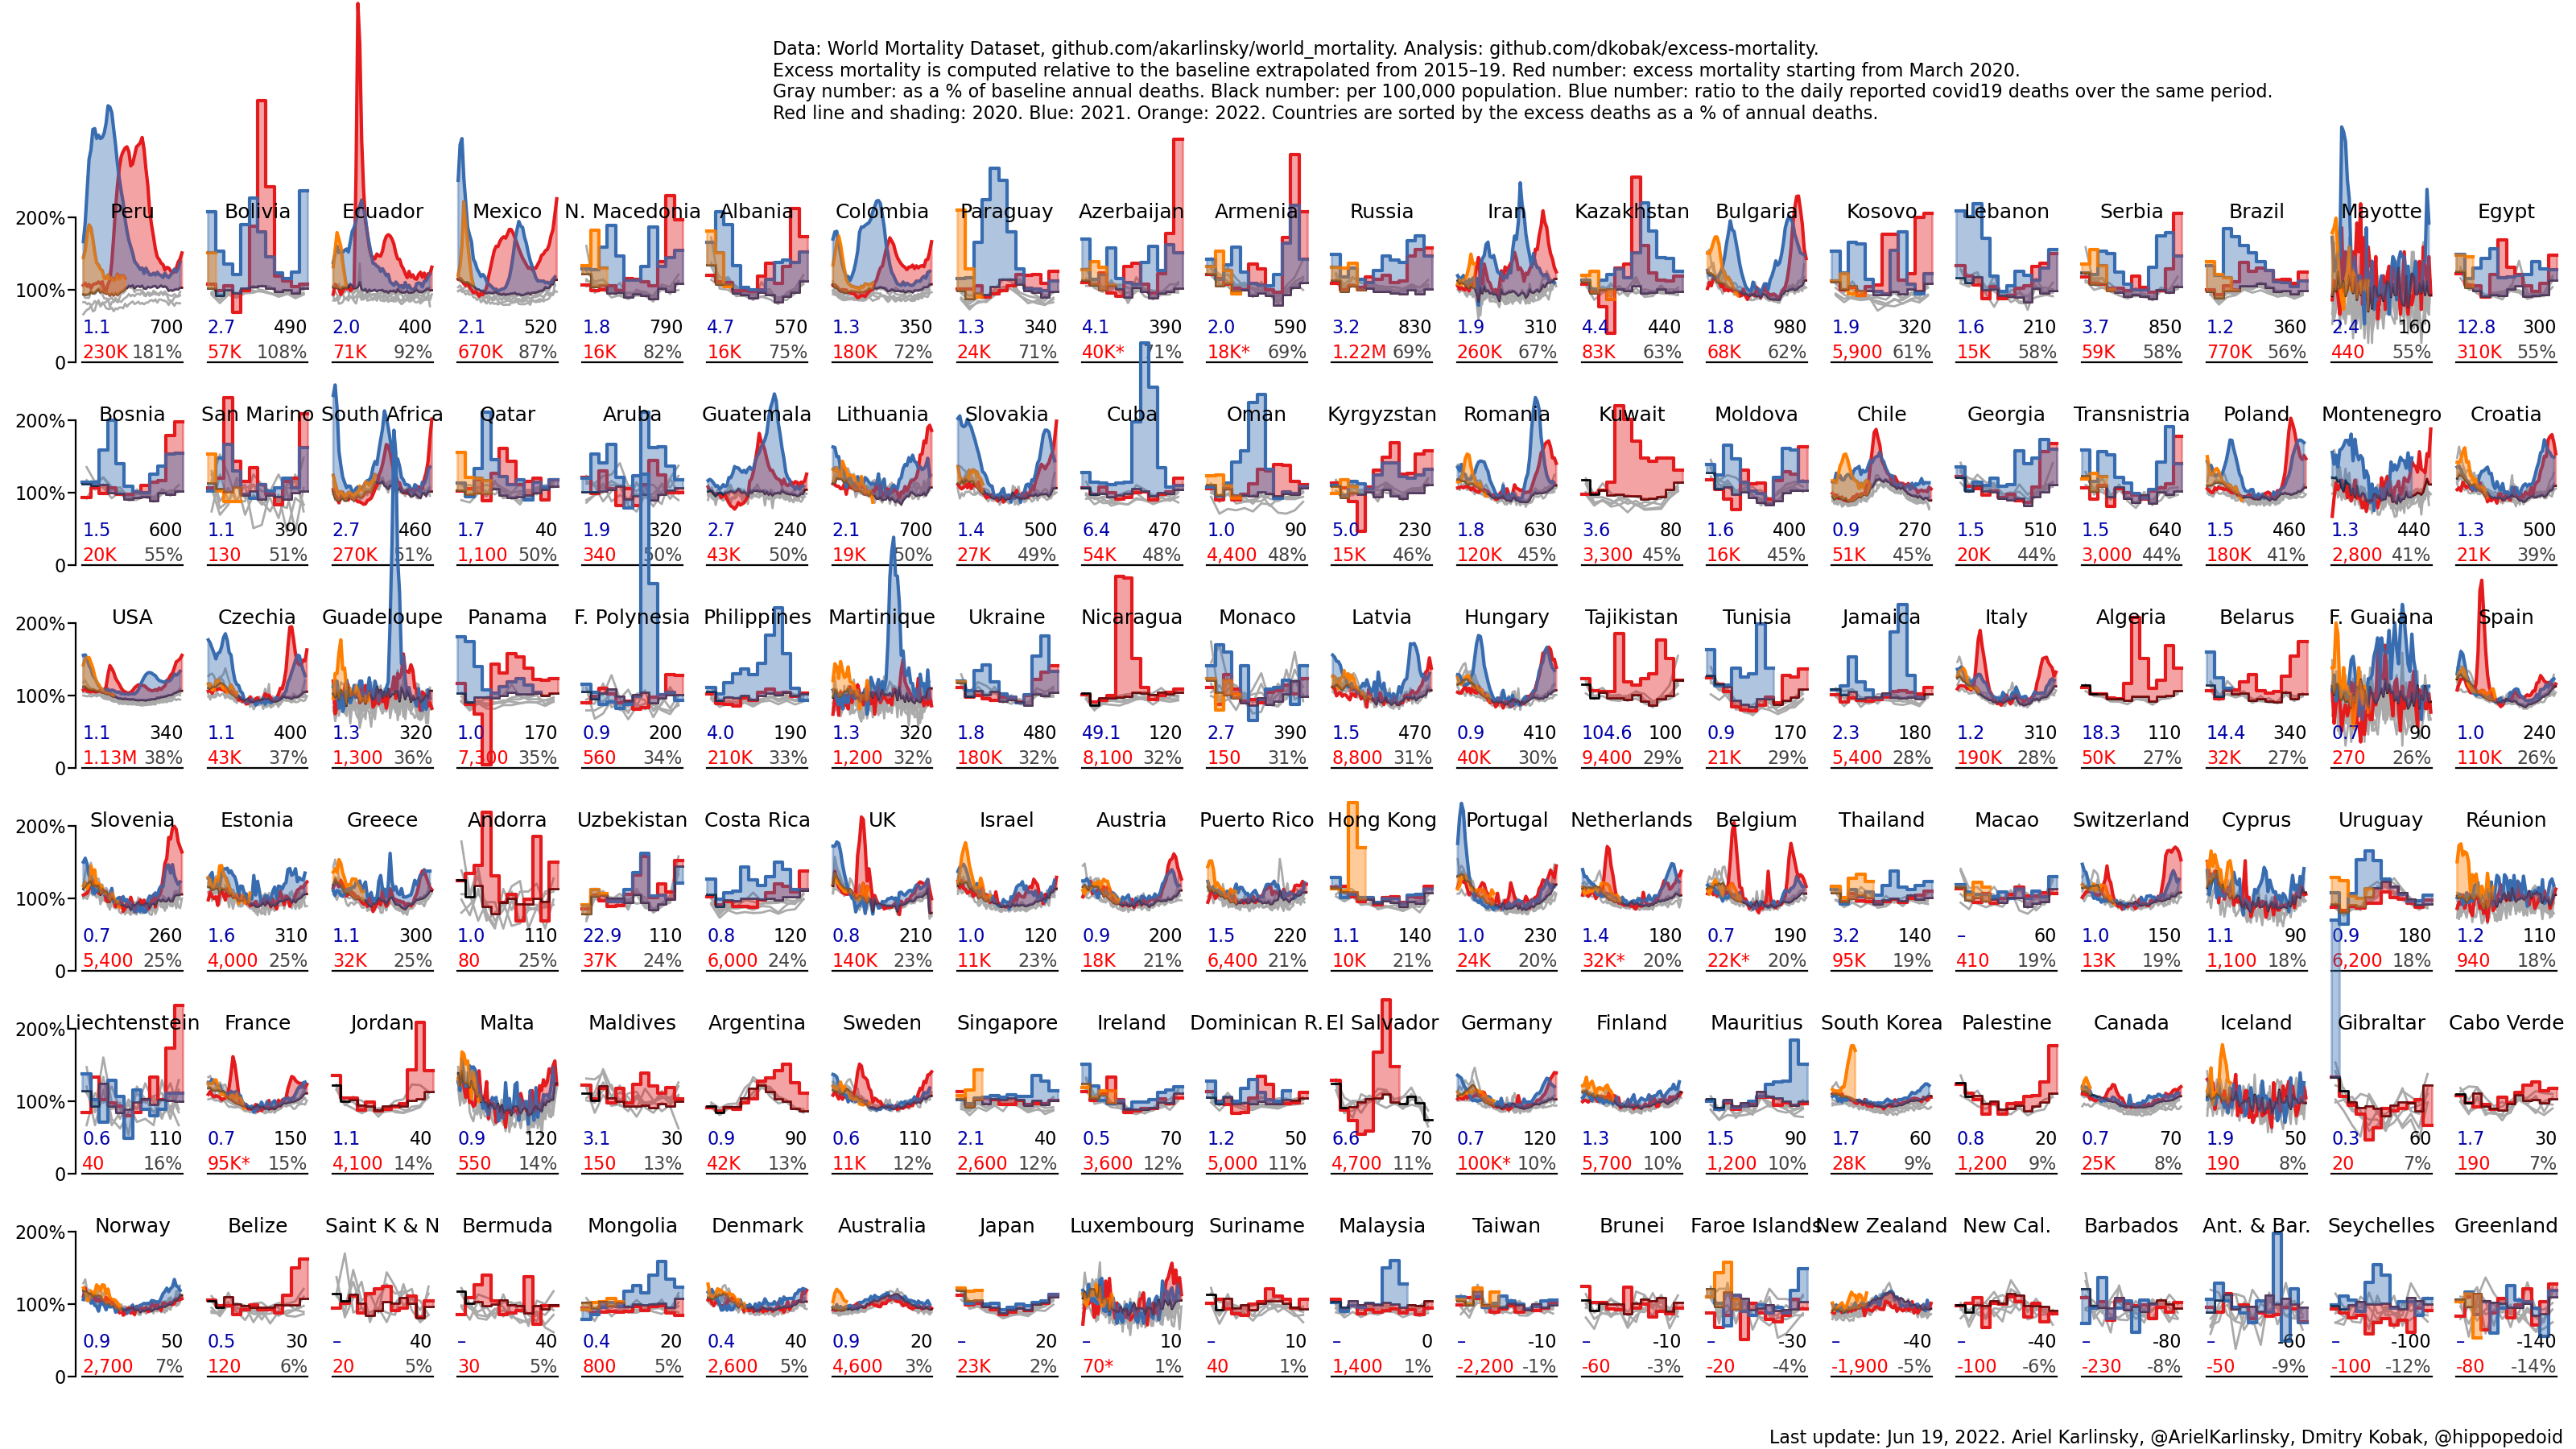 Data: World Mortality Dataset, github.com/akarlinsky/world_mortality. Analysis: github.com/dkobak/excess-mortality.
Excess mortality is computed relative to the baseline extrapolated from 2015–19. Red number: excess mortality starting from March 2020.
Gray number: as a % of baseline annual deaths. Black number: per 100,000 population. Blue number: ratio to the daily reported covid19 deaths over the same period.
Red line and shading: 2020. Blue: 2021. Orange: 2022. Countries are sorted by the excess deaths as a % of annual deaths.
200% Peru Bolivia Ecuador Mexico N. Macedonia Albania Colombia Paraguay Azerbaijan Armenia Russia Iran Kazakhstan Bulgaria Kosovo Lebanon Serbia Brazil Mayotte Egypt
100%
1.1 700 2.7 490 2.0 400 2.1 520 1.8 790 4.7 570 1.3 350 1.3 340 4.1 390 2.0 590 3.2 830 1.9 310 4.4 440 1.8 980 1.9 320 1.6 210 3.7 850 1.2 360 2.4 160 12.8 300
0 230K 181% 57K 108% 71K 92% 670K 87% 16K 82% 16K 75% 180K 72% 24K 71% 40K* 71% 18K* 69% 1.22M 69% 260K 67% 83K 63% 68K 62% 5,900 61% 15K 58% 59K 58% 770K 56% 440 55% 310K 55%
200% Bosnia San Marino South Africa Qatar Aruba Guatemala Lithuania Slovakia Cuba Oman Kyrgyzstan Romania Kuwait Moldova Chile Georgia Transnistria Poland Montenegro Croatia
100%
1.5 600 1.1 390 2.7 460 1.7 40 1.9 320 2.7 240 2.1 700 1.4 500 6.4 470 1.0 90 5.0 230 1.8 630 3.6 80 1.6 400 0.9 270 1.5 510 1.5 640 1.5 460 1.3 440 1.3 500
0 20K 55% 130 51% 270K 51% 1,100 50% 340 50% 43K 50% 19K 50% 27K 49% 54K 48% 4,400 48% 15K 46% 120K 45% 3,300 45% 16K 45% 51K 45% 20K 44% 3,000 44% 180K 41% 2,800 41% 21K 39%
200% USA Czechia Guadeloupe Panama F. Polynesia Philippines Martinique Ukraine Nicaragua Monaco Latvia Hungary Tajikistan Tunisia Jamaica Italy Algeria Belarus F. Guaiana Spain
100%
1.1 340 1.1 400 1.3 320 1.0 170 0.9 200 4.0 190 1.3 320 1.8 480 49.1 120 2.7 390 1.5 470 0.9 410 104.6 100 0.9 170 2.3 180 1.2 310 18.3 110 14.4 340 0.7 90 1.0 240
0 1.13M 38% 43K 37% 1,300 36% 7,300 35% 560 34% 210K 33% 1,200 32% 180K 32% 8,100 32% 150 31% 8,800 31% 40K 30% 9,400 29% 21K 29% 5,400 28% 190K 28% 50K 27% 32K 27% 270 26% 110K 26%
200% Slovenia Estonia Greece Andorra Uzbekistan Costa Rica UK Israel Austria Puerto Rico Hong Kong Portugal Netherlands Belgium Thailand Macao Switzerland Cyprus Uruguay Réunion
100%
0.7 260 1.6 310 1.1 300 1.0 110 22.9 110 0.8 120 0.8 210 1.0 120 0.9 200 1.5 220 1.1 140 1.0 230 1.4 180 0.7 190 3.2 140 – 60 1.0 150 1.1 90 0.9 180 1.2 110
0 5,400 25% 4,000 25% 32K 25% 80 25% 37K 24% 6,000 24% 140K 23% 11K 23% 18K 21% 6,400 21% 10K 21% 24K 20% 32K* 20% 22K* 20% 95K 19% 410 19% 13K 19% 1,100 18% 6,200 18% 940 18%
200% Liechtenstein France Jordan Malta Maldives Argentina Sweden Singapore Ireland Dominican R. El Salvador Germany Finland Mauritius South Korea Palestine Canada Iceland Gibraltar Cabo Verde
100%
0.6 110 0.7 150 1.1 40 0.9 120 3.1 30 0.9 90 0.6 110 2.1 40 0.5 70 1.2 50 6.6 70 0.7 120 1.3 100 1.5 90 1.7 60 0.8 20 0.7 70 1.9 50 0.3 60 1.7 30
0 40 16% 95K* 15% 4,100 14% 550 14% 150 13% 42K 13% 11K 12% 2,600 12% 3,600 12% 5,000 11% 4,700 11% 100K* 10% 5,700 10% 1,200 10% 28K 9% 1,200 9% 25K 8% 190 8% 20 7% 190 7%
200% Norway Belize Saint K & N Bermuda Mongolia Denmark Australia Japan Luxembourg Suriname Malaysia Taiwan Brunei Faroe Islands New Zealand New Cal. Barbados Ant. & Bar. Seychelles Greenland
100%
0.9 50 0.5 30 – 40 – 40 0.4 20 0.4 40 0.9 20 – 20 – 10 – 10 – 0 – -10 – -10 – -30 – -40 – -40 – -80 – -60 – -100 – -140
0 2,700 7% 120 6% 20 5% 30 5% 800 5% 2,600 5% 4,600 3% 23K 2% 70* 1% 40 1% 1,400 1% -2,200 -1% -60 -3% -20 -4% -1,900 -5% -100 -6% -230 -8% -50 -9% -100 -12% -80 -14%
Last update: Jun 19, 2022. Ariel Karlinsky, @ArielKarlinsky, Dmitry Kobak, @hippopedoid